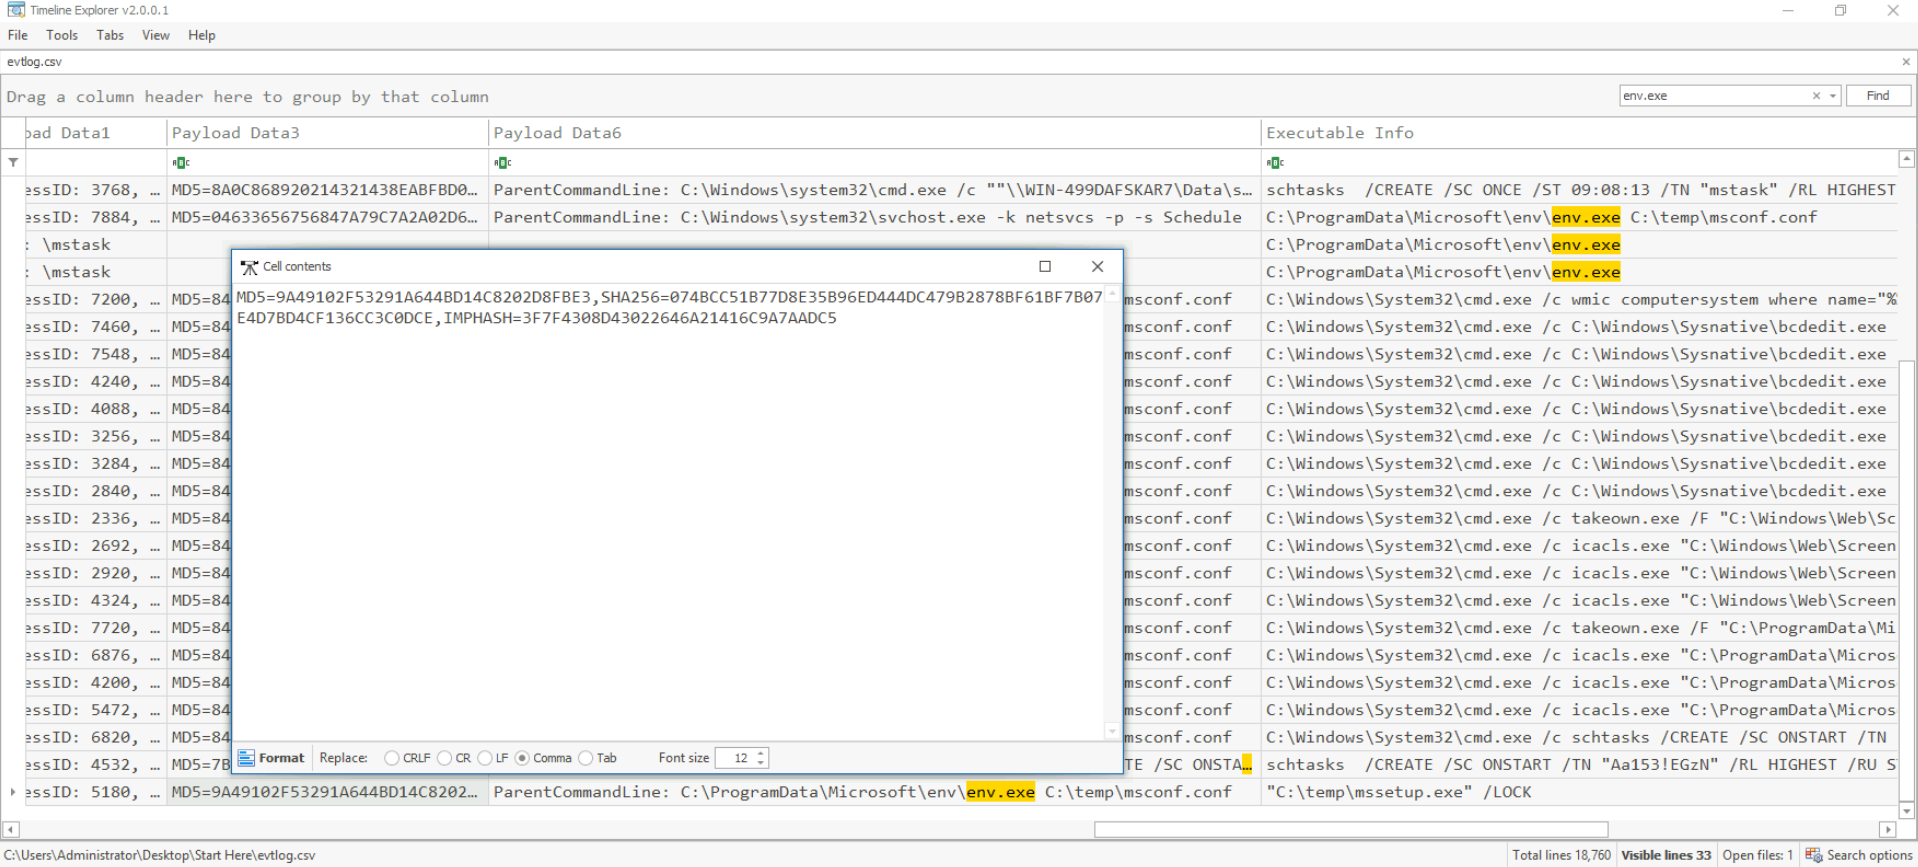 Timeline Explorer v2.0.0.1
File Tools Tabs View Help
evtlog.csv
Drag a column header here to group by that column
env.exe
Find
oad Data1 Payload Data3 Payload Data6 Executable Info
essID: 3768, … MD5=8A0C868920214321438EABFBD0… ParentCommandLine: C:\Windows\system32\cmd.exe /c ""\\WIN-499DAFSKAR7\Data\s… schtasks /CREATE /SC ONCE /ST 09:08:13 /TN "mstask" /RL HIGHEST
essID: 7884, … MD5=04633656756847A79C7A2A02D6… ParentCommandLine: C:\Windows\system32\svchost.exe -k netsvcs -p -s Schedule C:\ProgramData\Microsoft\env\env.exe C:\temp\msconf.conf
: \mstask C:\ProgramData\Microsoft\env\env.exe
: \mstask C:\ProgramData\Microsoft\env\env.exe
essID: 7200, … MD5=84 msconf.conf C:\Windows\System32\cmd.exe /c wmic computersystem where name="%
essID: 7460, … MD5=84 msconf.conf C:\Windows\System32\cmd.exe /c C:\Windows\Sysnative\bcdedit.exe
essID: 7548, … MD5=84 msconf.conf C:\Windows\System32\cmd.exe /c C:\Windows\Sysnative\bcdedit.exe
essID: 4240, … MD5=84 msconf.conf C:\Windows\System32\cmd.exe /c C:\Windows\Sysnative\bcdedit.exe
essID: 4088, … MD5=84 msconf.conf C:\Windows\System32\cmd.exe /c C:\Windows\Sysnative\bcdedit.exe
essID: 3256, … MD5=84 msconf.conf C:\Windows\System32\cmd.exe /c C:\Windows\Sysnative\bcdedit.exe
essID: 3284, … MD5=84 msconf.conf C:\Windows\System32\cmd.exe /c C:\Windows\Sysnative\bcdedit.exe
essID: 2840, … MD5=84 msconf.conf C:\Windows\System32\cmd.exe /c C:\Windows\Sysnative\bcdedit.exe
essID: 2336, … MD5=84 msconf.conf C:\Windows\System32\cmd.exe /c takeown.exe /F "C:\Windows\Web\Sc
essID: 2692, … MD5=84 msconf.conf C:\Windows\System32\cmd.exe /c icacls.exe "C:\Windows\Web\Screen
essID: 2920, … MD5=84 msconf.conf C:\Windows\System32\cmd.exe /c icacls.exe "C:\Windows\Web\Screen
essID: 4324, … MD5=84 msconf.conf C:\Windows\System32\cmd.exe /c icacls.exe "C:\Windows\Web\Screen
essID: 7720, … MD5=84 msconf.conf C:\Windows\System32\cmd.exe /c takeown.exe /F "C:\ProgramData\Mi
essID: 6876, … MD5=84 msconf.conf C:\Windows\System32\cmd.exe /c icacls.exe "C:\ProgramData\Micros
essID: 4200, … MD5=84 msconf.conf C:\Windows\System32\cmd.exe /c icacls.exe "C:\ProgramData\Micros
essID: 5472, … MD5=84 msconf.conf C:\Windows\System32\cmd.exe /c icacls.exe "C:\ProgramData\Micros
essID: 6820, … MD5=84 msconf.conf C:\Windows\System32\cmd.exe /c schtasks /CREATE /SC ONSTART /TN
essID: 4532, … MD5=7B TE /SC ONSTA… schtasks /CREATE /SC ONSTART /TN "Aa153!EGzN" /RL HIGHEST /RU S
essID: 5180, … MD5=9A49102F53291A644BD14C8202… ParentCommandLine: C:\ProgramData\Microsoft\env\env.exe C:\temp\msconf.conf "C:\temp\mssetup.exe" /LOCK
Cell contents
MD5=9A49102F53291A644BD14C8202D8FBE3,SHA256=074BCC51B77D8E35B96ED444DC479B2878BF61BF7B07
E4D7BD4CF136CC3C0DCE,IMPHASH=3F7F4308D43022646A21416C9A7AADC5
Format Replace: CRLF CR LF Comma Tab Font size 12
C:\Users\Administrator\Desktop\Start Here\evtlog.csv Total lines 18,760 Visible lines 33 Open files: 1 Search options